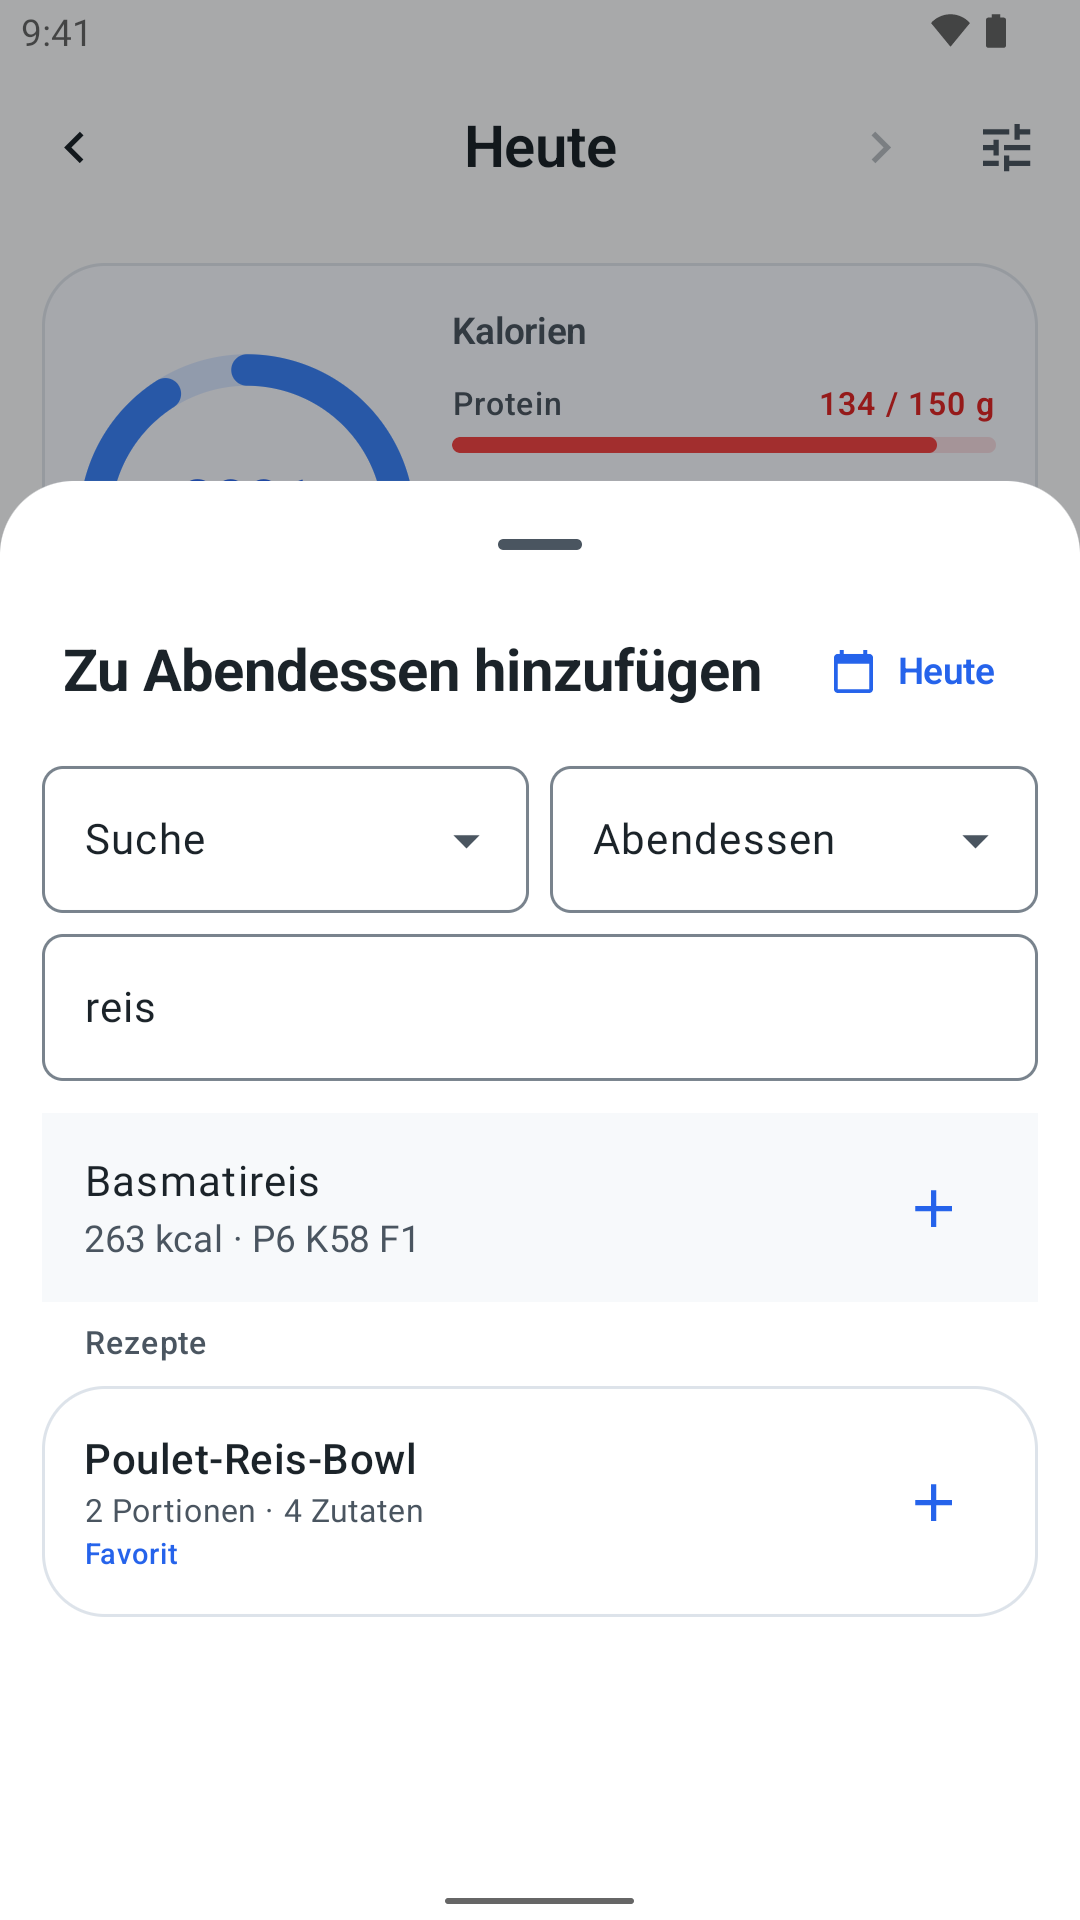 9:41
Heute
Kalorien
Protein 134 / 150 g
Zu Abendessen hinzufügen
Heute
Suche
Abendessen
reis
Basmatireis
263 kcal · P6 K58 F1
Rezepte
Poulet-Reis-Bowl
2 Portionen · 4 Zutaten
Favorit